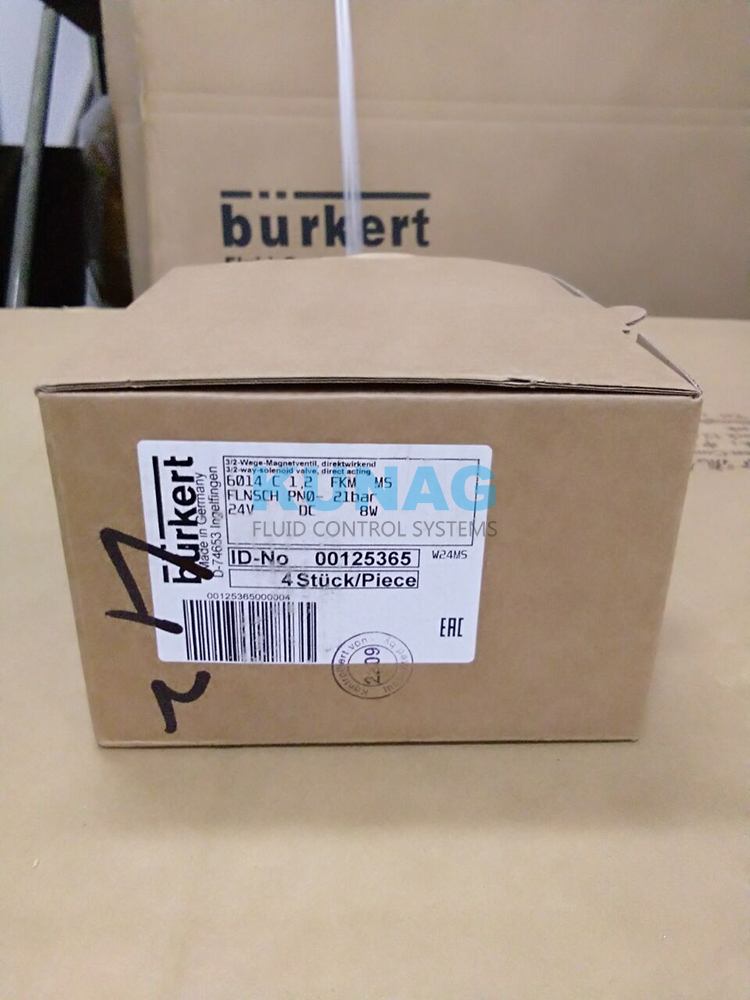 bürkert
bürkert
Made in Germany
D-74653 Ingelfingen
3/2-Wege-Magnetventil, direktwirkend
3/2-way-solenoid valve, direct acting
6014 C 1,2 FKM MS
FLNSCH PN0- 21bar
24V DC 8W
KUNAG
FLUID CONTROL SYSTEMS
ID-No 00125365
W24MS
4 Stück/Piece
00125365000004
EAC